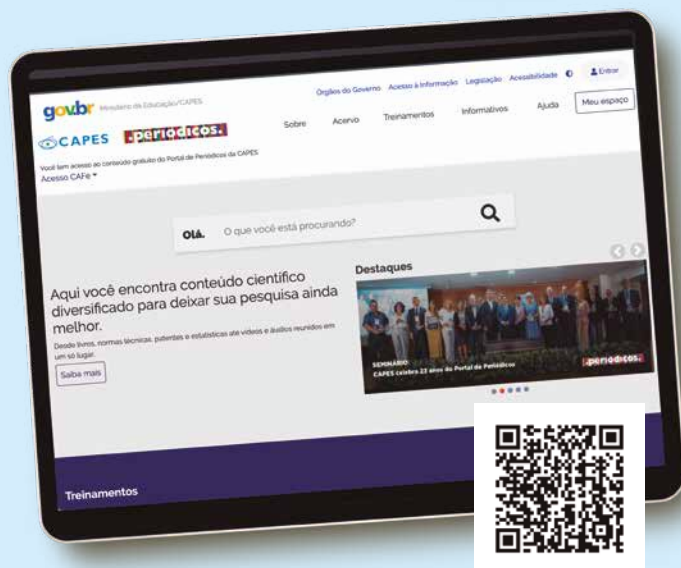 gov.br Ministério da Educação/CAPES
Órgãos do Governo Acesso à Informação Legislação Acessibilidade Entrar
CAPES .periódicos.
Sobre Acervo Treinamentos Informativos Ajuda Meu espaço
Você tem acesso ao conteúdo gratuito do Portal de Periódicos da CAPES
Acesso CAFe
Olá. O que você está procurando?
Aqui você encontra conteúdo científico
diversificado para deixar sua pesquisa ainda
melhor.
Desde livros, normas técnicas, patentes e estatísticas até vídeos e áudios reunidos em
um só lugar.
Saiba mais
Destaques
SEMINÁRIO
CAPES celebra 23 anos do Portal de Periódicos
.periódicos.
Treinamentos